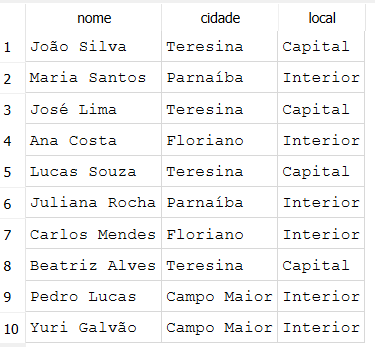 nome cidade local
1 João Silva Teresina Capital
2 Maria Santos Parnaíba Interior
3 José Lima Teresina Capital
4 Ana Costa Floriano Interior
5 Lucas Souza Teresina Capital
6 Juliana Rocha Parnaíba Interior
7 Carlos Mendes Floriano Interior
8 Beatriz Alves Teresina Capital
9 Pedro Lucas Campo Maior Interior
10 Yuri Galvão Campo Maior Interior